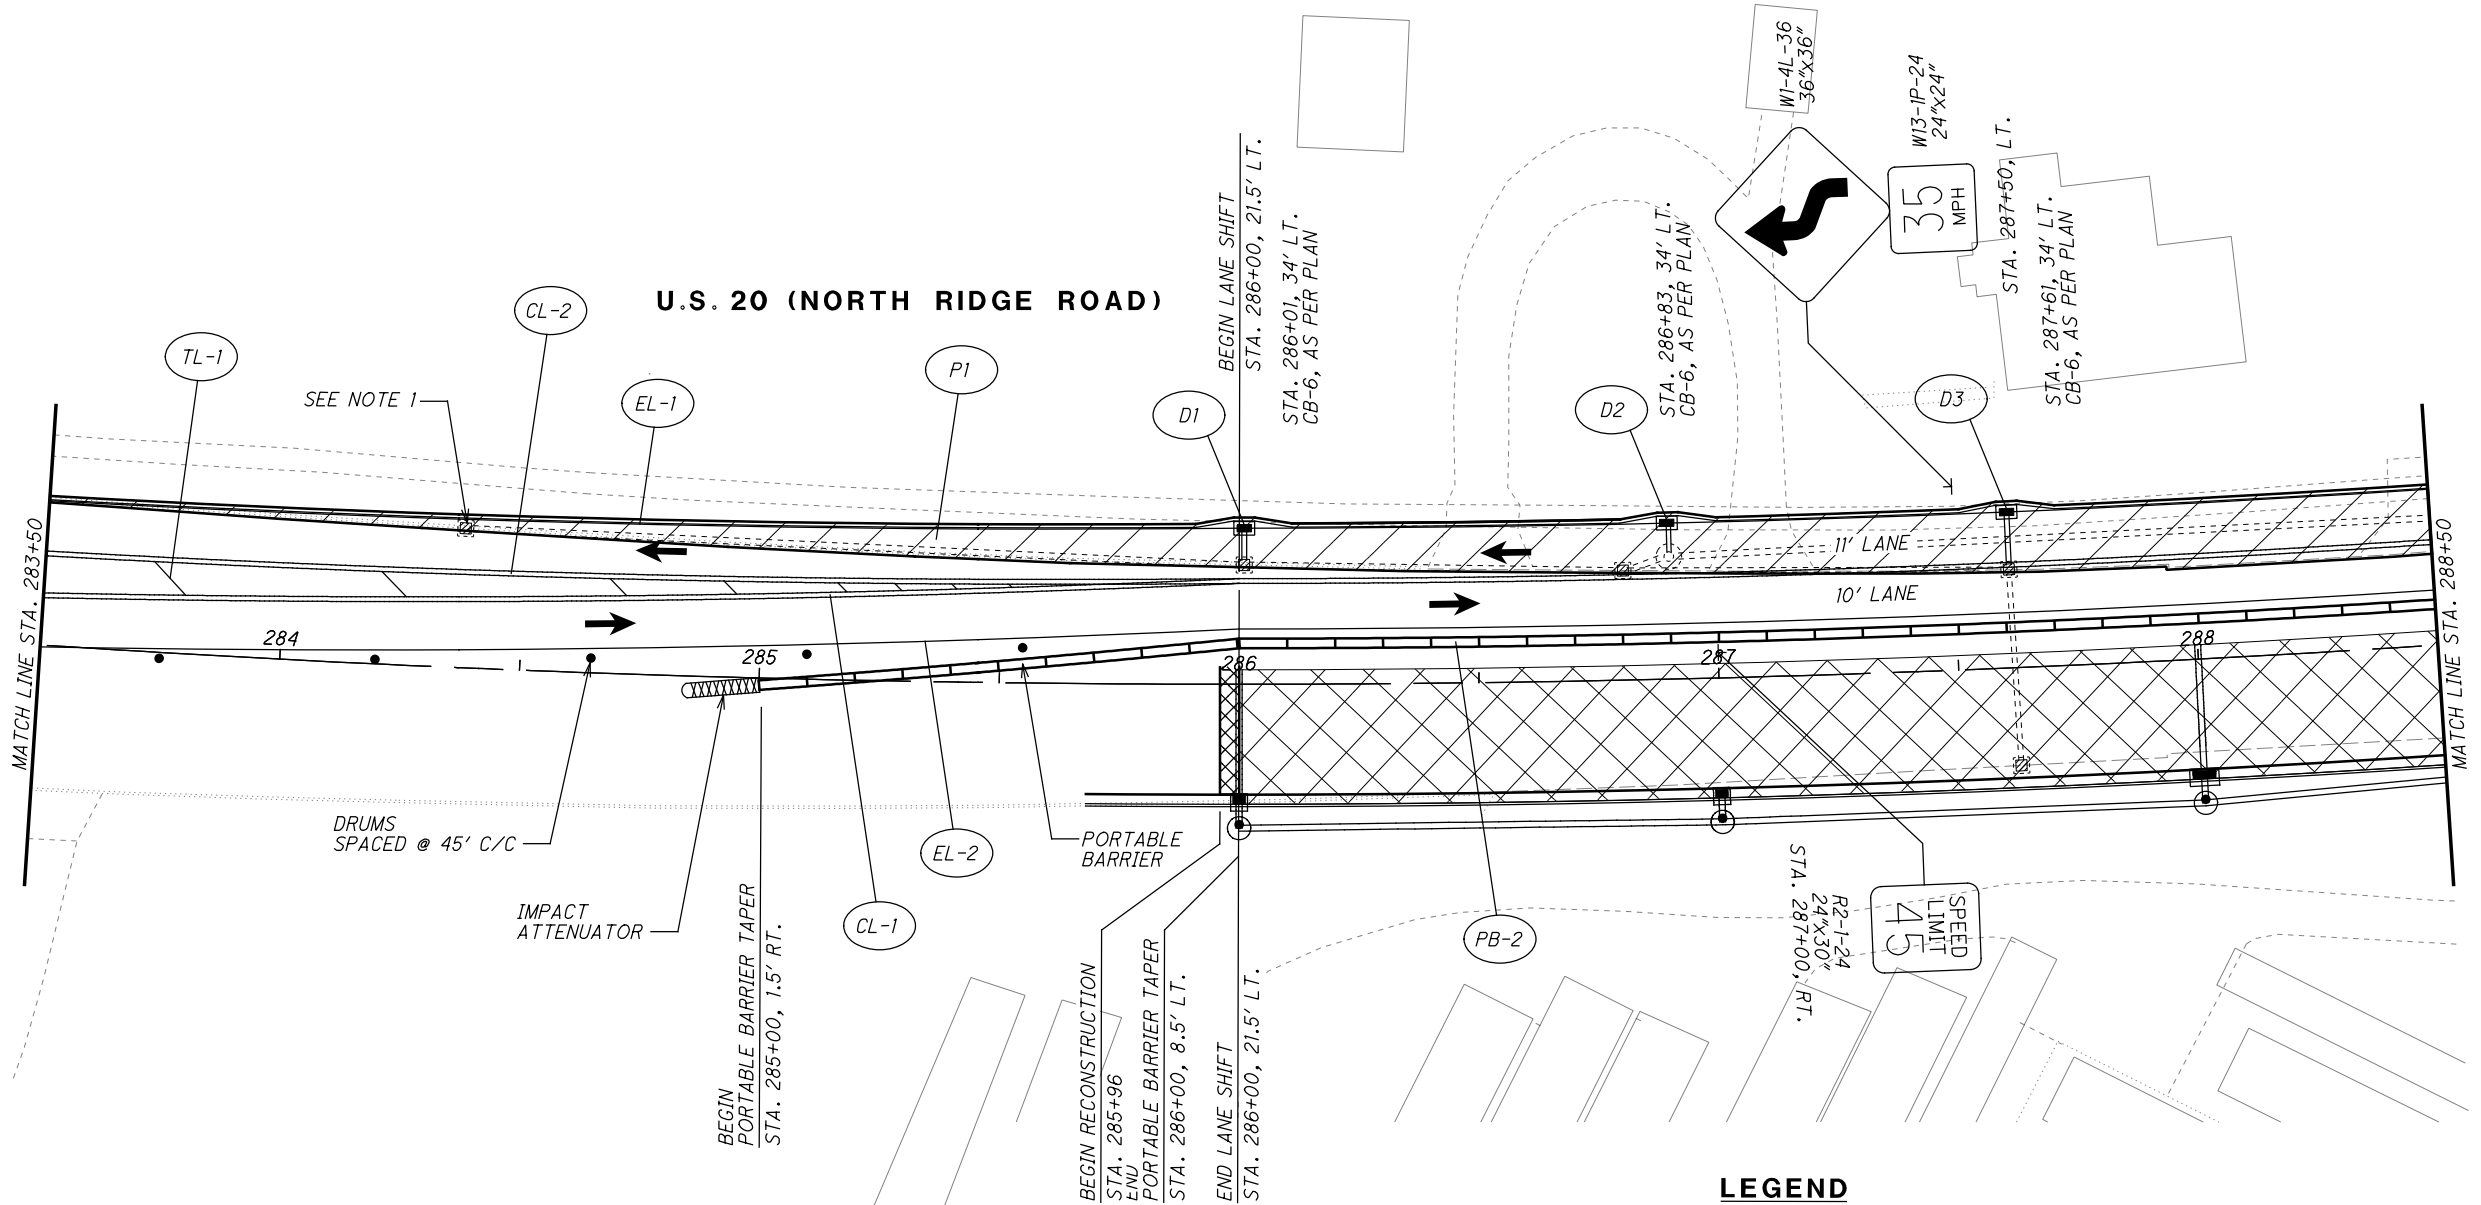 W1-4L-36
36"x36"
W13-1P-24
24"x24"
STA. 287+50, LT.
35
MPH
BEGIN LANE SHIFT
STA. 286+00, 21.5' LT.
STA. 286+01, 34' LT.
CB-6, AS PER PLAN
STA. 286+83, 34' LT.
CB-6, AS PER PLAN
STA. 287+61, 34' LT.
CB-6, AS PER PLAN
U.S. 20 (NORTH RIDGE ROAD)
TL-1
CL-2
SEE NOTE 1
EL-1
P1
D1
D2
D3
MATCH LINE STA. 283+50
MATCH LINE STA. 288+50
11' LANE
10' LANE
284
285
286
287
288
DRUMS
SPACED @ 45' C/C
IMPACT
ATTENUATOR
EL-2
CL-1
PORTABLE
BARRIER
PB-2
BEGIN
PORTABLE BARRIER TAPER
STA. 285+00, 1.5' RT.
BEGIN RECONSTRUCTION
STA. 285+96
END
PORTABLE BARRIER TAPER
STA. 286+00, 8.5' LT.
END LANE SHIFT
STA. 286+00, 21.5' LT.
R2-1-24
24"x30"
STA. 287+00, RT.
SPEED
LIMIT
45
LEGEND